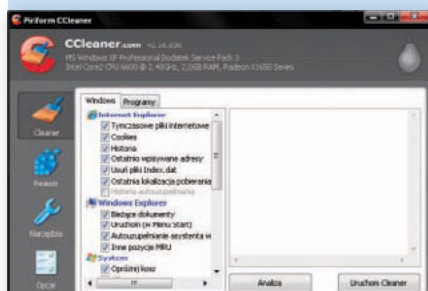 Piriform CCleaner
CCleaner.com
MS Windows XP Professional Dodatek Service Pack 3
Intel Core2 CPU 6600 @ 2.40GHz, 2,0GB RAM, Radeon X1650 Series
Cleaner
Rejestr
Narzędzia
Opcje
Windows Programy
Internet Explorer
Tymczasowe pliki internetowe
Cookies
Historia
Ostatnio wpisywane adresy
Usuń pliki Index.dat
Ostatnia lokalizacja pobierania
Historia autouzupełniania
Windows Explorer
Bieżące dokumenty
Uruchom (w Menu Start)
Autouzupełnianie asystenta w
Inne pozycje MRU
System
Opróżnij kosz
Analiza
Uruchom Cleaner